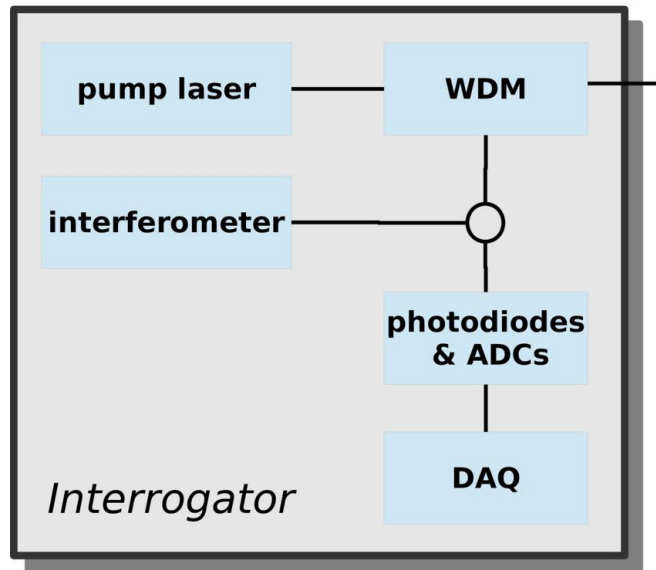 pump laser
WDM
interferometer
photodiodes
& ADCs
DAQ
Interrogator